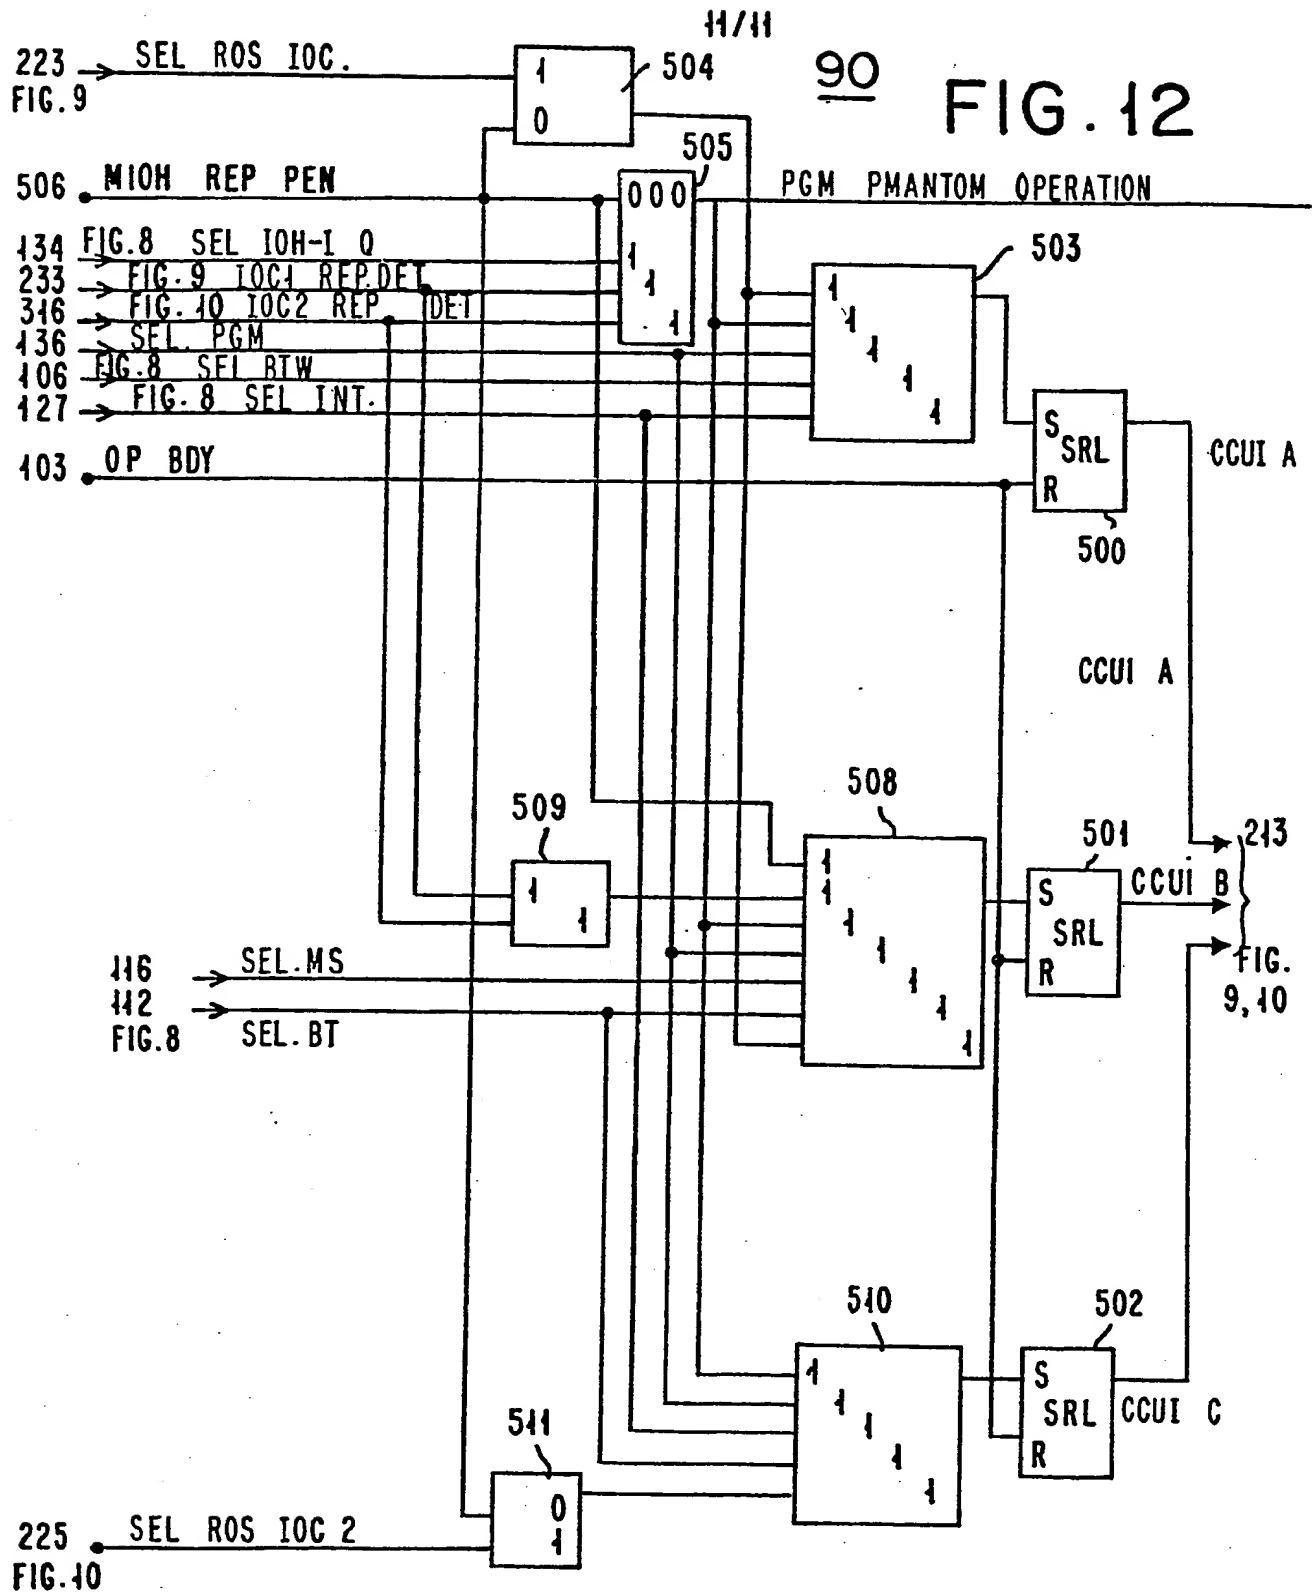 11/11
90 FIG. 12
223 SEL ROS IOC. 504
FIG. 9
1
0
505
506 MIOH REP PEN 000 PGM PMANTOM OPERATION
134 FIG.8 SEL IOH-I Q 1 503
233 FIG. 9 IOC1 REP.DET 1 1
316 FIG. 10 IOC2 REP DET 1 1
136 SEL. PGM 1
106 FIG.8 SEL BTW 1
127 FIG. 8 SEL INT. 1
S
SRL
R
CCUI A
103 OP BDY
500
CCUI A
508
509 501 213
1
1
1
1
1
1
1
1
1
S
SRL
R
CCUI B
116 SEL.MS
112 SEL.BT
FIG.8
FIG.
9,10
510 502
1
1
1
1
1
S
SRL
R
CCUI C
511
0
1
225 SEL ROS IOC 2
FIG.10